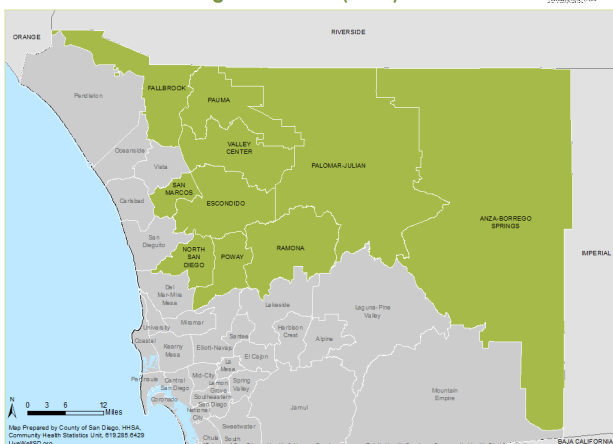 ORANGE
RIVERSIDE
Pendleton
FALLBROOK
PAUMA
VALLEY
CENTER
PALOMAR-JULIAN
Oceanside
Vista
SAN
MARCOS
Carlsbad
ESCONDIDO
ANZA-BORREGO
SPRINGS
San
Dieguito
NORTH
SAN
DIEGO
POWAY
RAMONA
IMPERIAL
Del
Mar-Mira
Mesa
Lakeside
Laguna-Pine
Valley
University
Miramar
Coastal
Kearny
Mesa
Elliott-Navajo
Santee
Harbison
Crest
Alpine
La
Mesa
El Cajon
Peninsula
Central
San Diego
Mid-City
Lemon
Grove
Spring
Valley
Mountain
Empire
Coronado
Southeastern
San Diego
National
City
Jamul
Sweetwater
Chula
South
N
0 3 6 12
Miles
Map Prepared by County of San Diego, HHSA,
Community Health Statistics Unit, 619.285.6429
LiveWellSD.org
BAJA CALIFORNIA